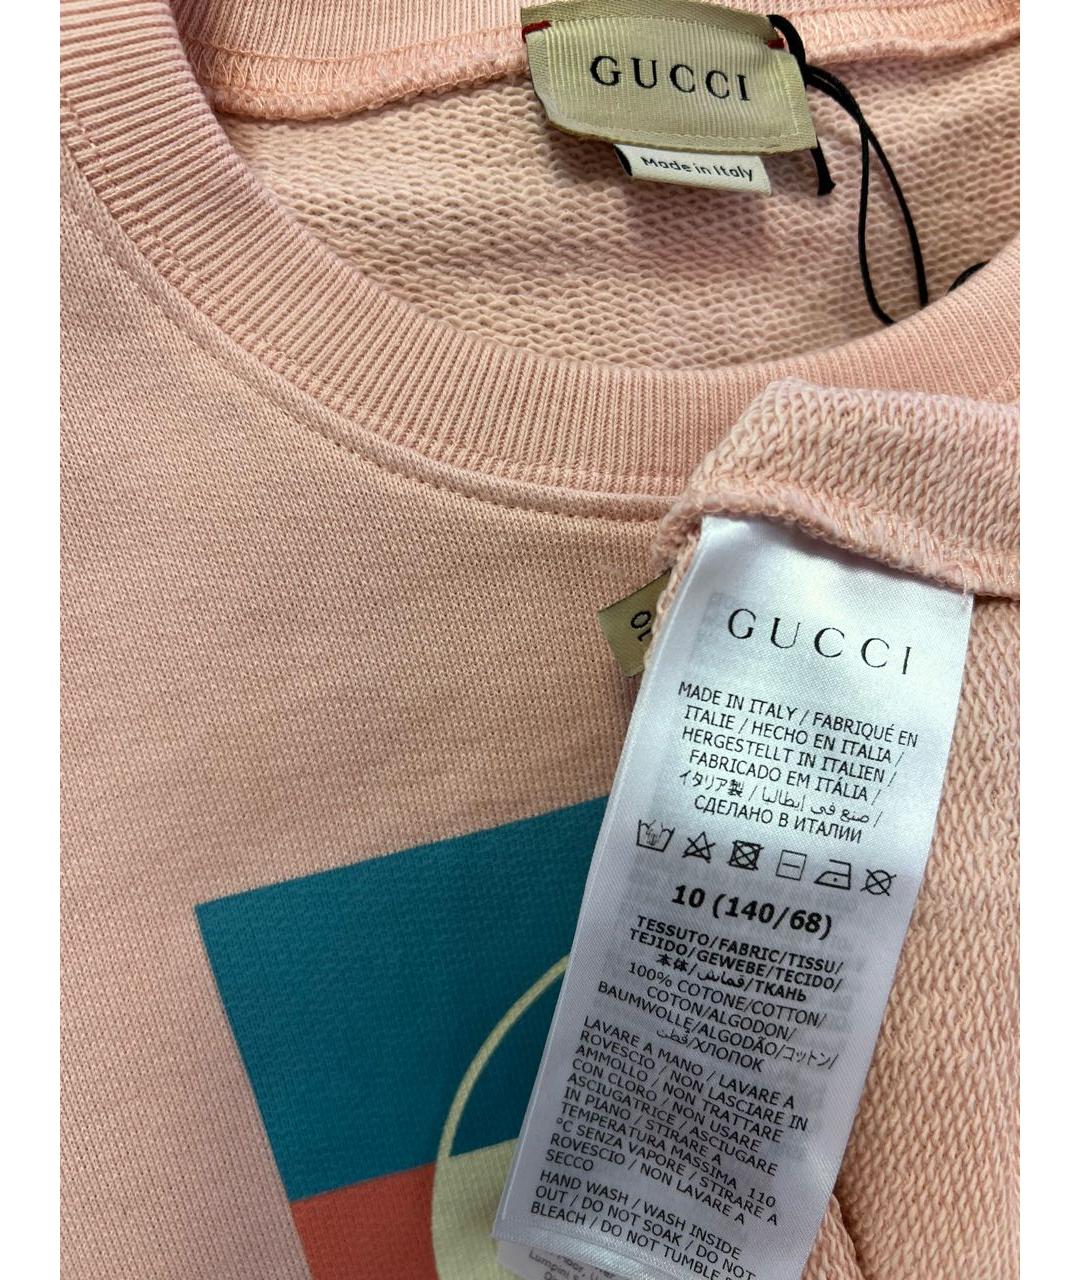 GUCCI
Made in Italy
10
GUCCI
MADE IN ITALY / FABRIQUÉ EN
ITALIE / HECHO EN ITALIA /
HERGESTELLT IN ITALIEN /
FABRICADO EM ITÁLIA /
イタリア製 / صنع في إيطاليا /
СДЕЛАНО В ИТАЛИИ
10 (140/68)
TESSUTO/FABRIC/TISSU/
TEJIDO/GEWEBE/TECIDO/
本体/قماش/ТКАНЬ
100% COTONE/COTTON/
COTON/ALGODON/
BAUMWOLLE/ALGODÃO/コットン/
قطن/ХЛОПОК
LAVARE A MANO / LAVARE A
ROVESCIO / NON LASCIARE IN
AMMOLLO / NON TRATTARE
CON CLORO / NON USARE
ASCIUGATRICE / ASCIUGARE
IN PIANO / STIRARE A
TEMPERATURA MASSIMA 110
°C SENZA VAPORE / STIRARE A
ROVESCIO / NON LAVARE A
SECCO
HAND WASH / WASH INSIDE
OUT / DO NOT SOAK / DO NOT
BLEACH / DO NOT TUMBLE